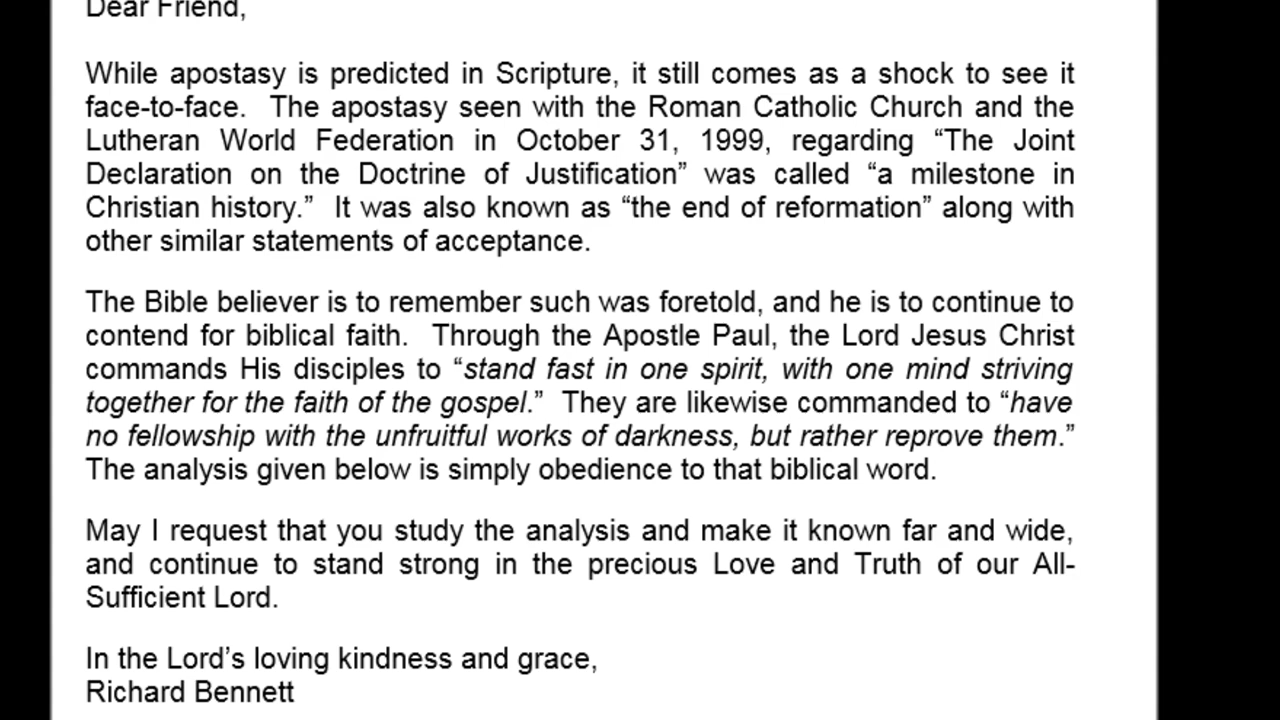 Dear Friend,
While apostasy is predicted in Scripture, it still comes as a shock to see it
face-to-face.  The apostasy seen with the Roman Catholic Church and the
Lutheran World Federation in October 31, 1999, regarding “The Joint
Declaration on the Doctrine of Justification” was called “a milestone in
Christian history.”  It was also known as “the end of reformation” along with
other similar statements of acceptance.
The Bible believer is to remember such was foretold, and he is to continue to
contend for biblical faith.  Through the Apostle Paul, the Lord Jesus Christ
commands His disciples to “stand fast in one spirit, with one mind striving
together for the faith of the gospel.”  They are likewise commanded to “have
no fellowship with the unfruitful works of darkness, but rather reprove them.”
The analysis given below is simply obedience to that biblical word.
May I request that you study the analysis and make it known far and wide,
and continue to stand strong in the precious Love and Truth of our All-
Sufficient Lord.
In the Lord’s loving kindness and grace,
Richard Bennett